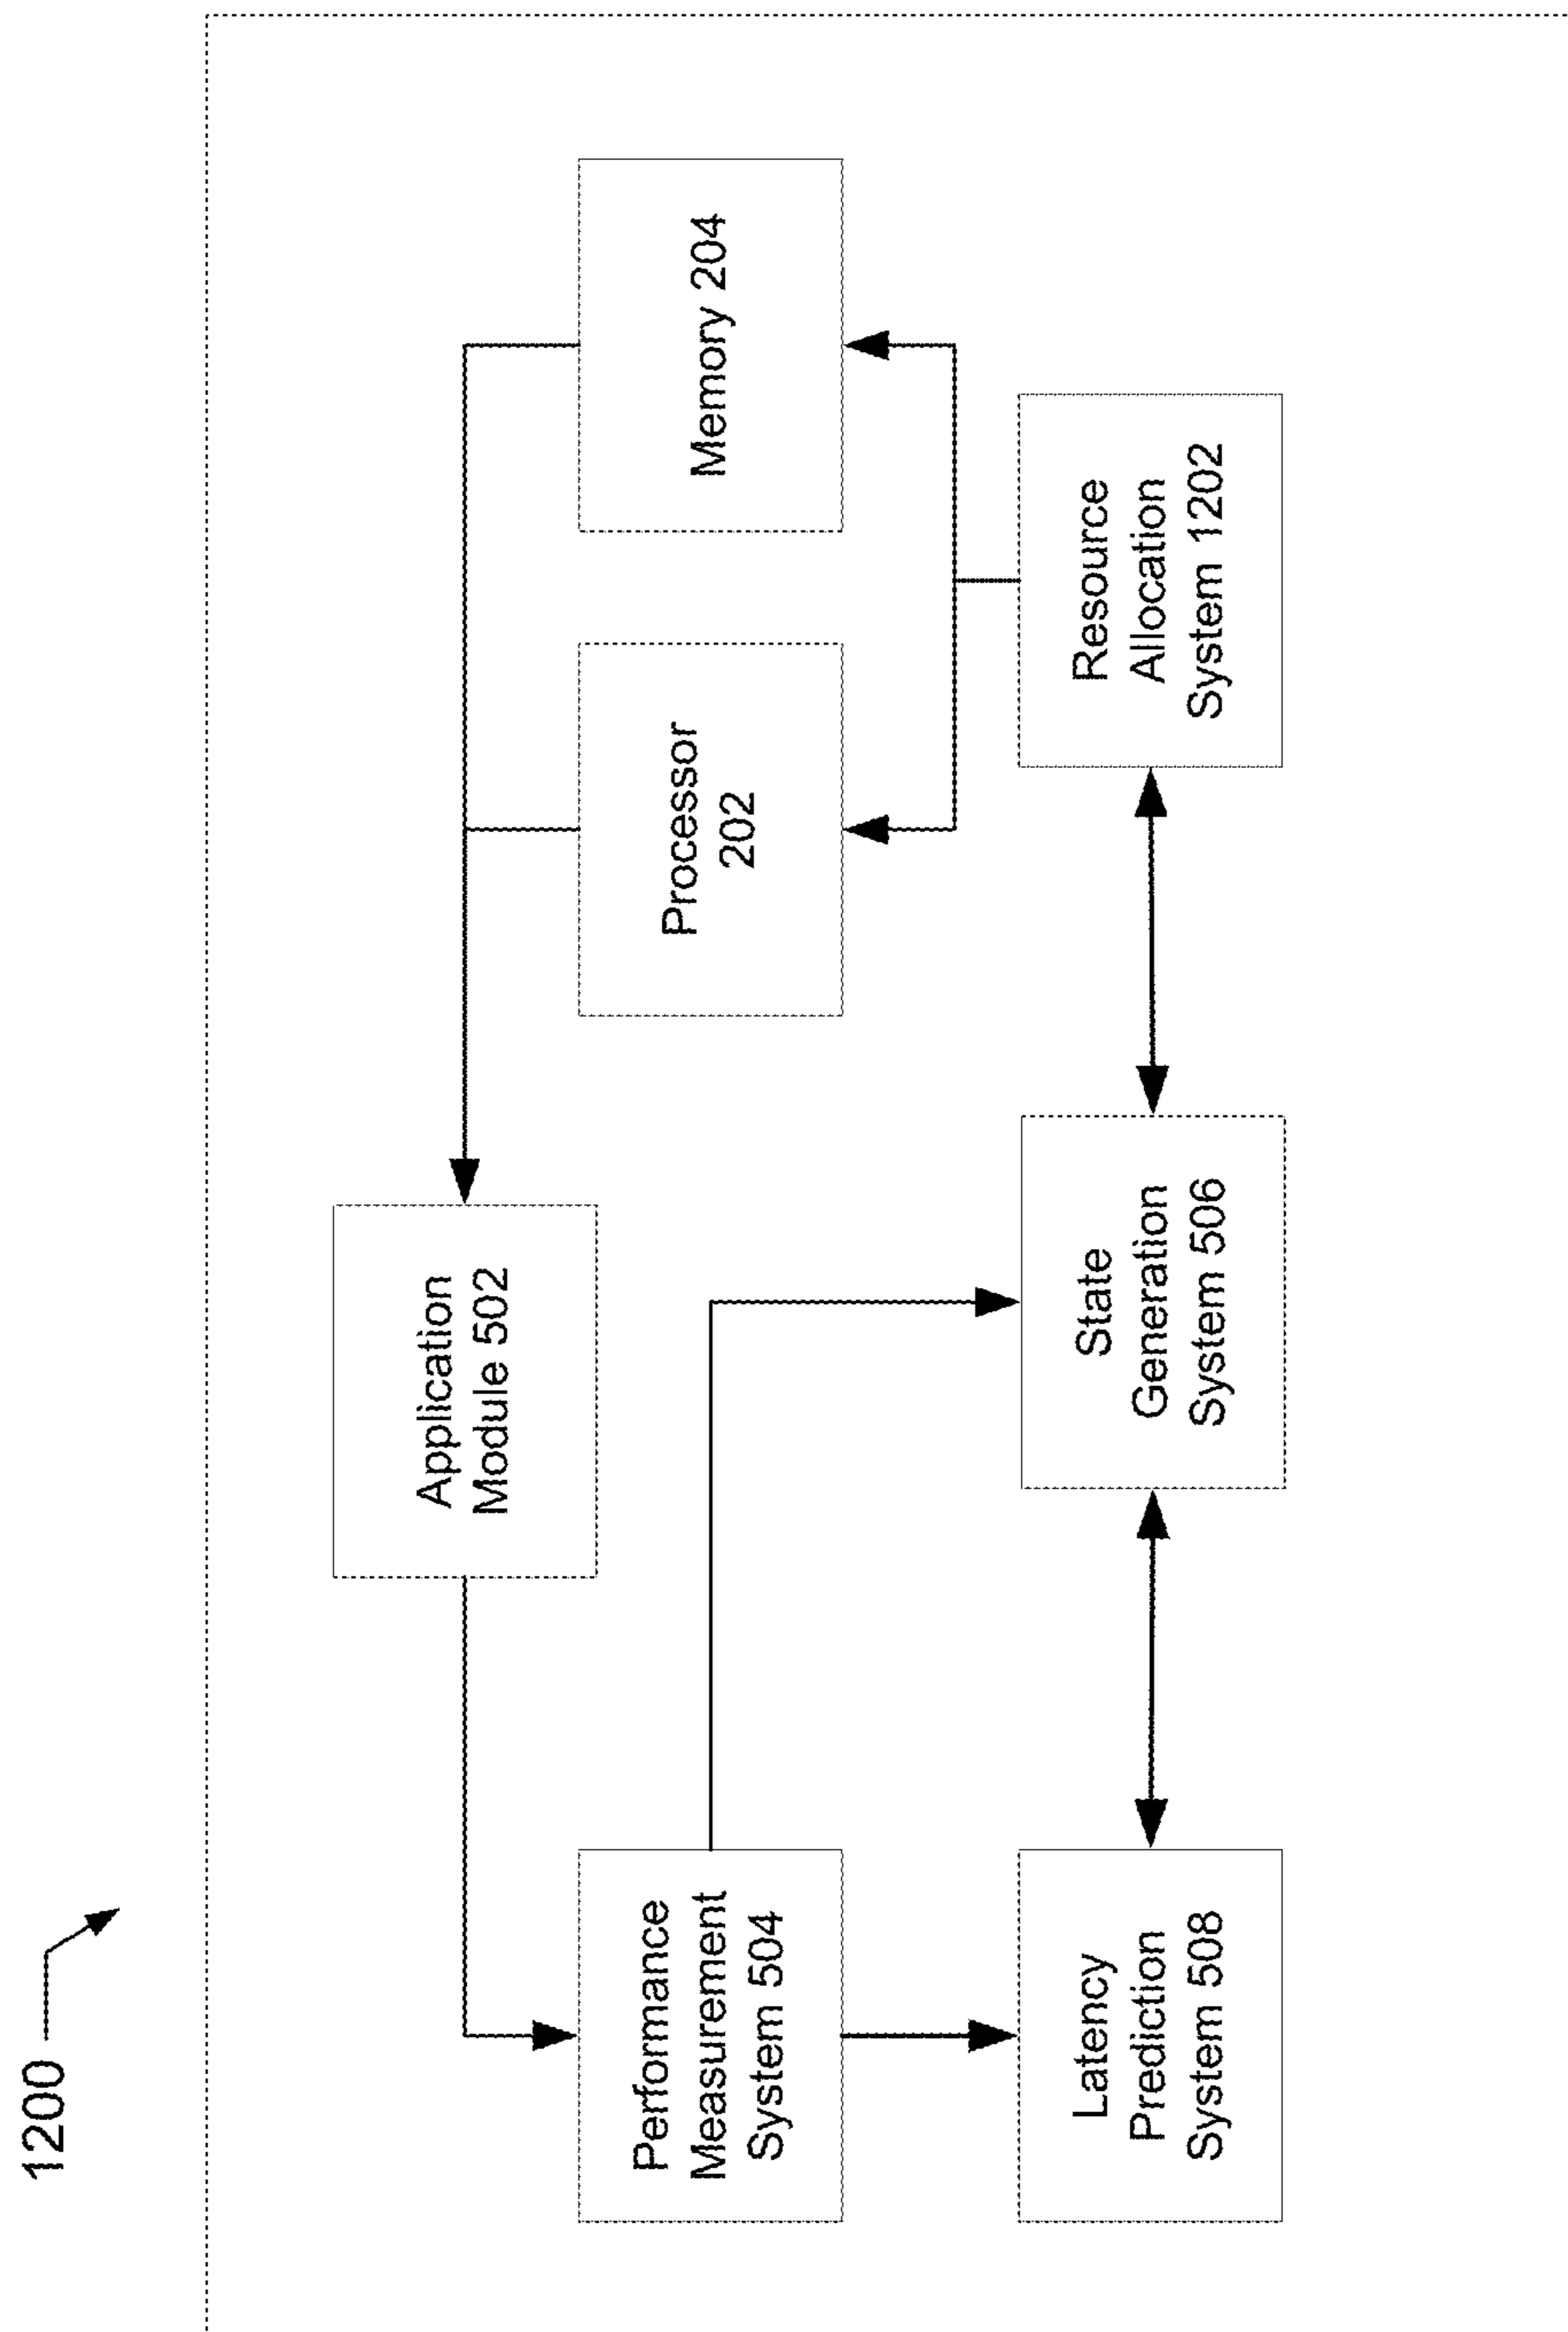 1200
Application
Module 502
Performance
Measurement
System 504
Processor
202
Memory 204
Latency
Prediction
System 508
State
Generation
System 506
Resource
Allocation
System 1202